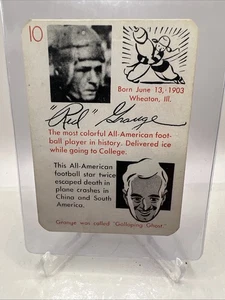 10
Born June 13, 1903
Wheaton, Ill.
"Red" Grange
The most colorful All-American foot-
ball player in history. Delivered ice
while going to College.
This All-American
football star twice
escaped death in
plane crashes in
China and South
America.
Grange was called "Galloping Ghost"